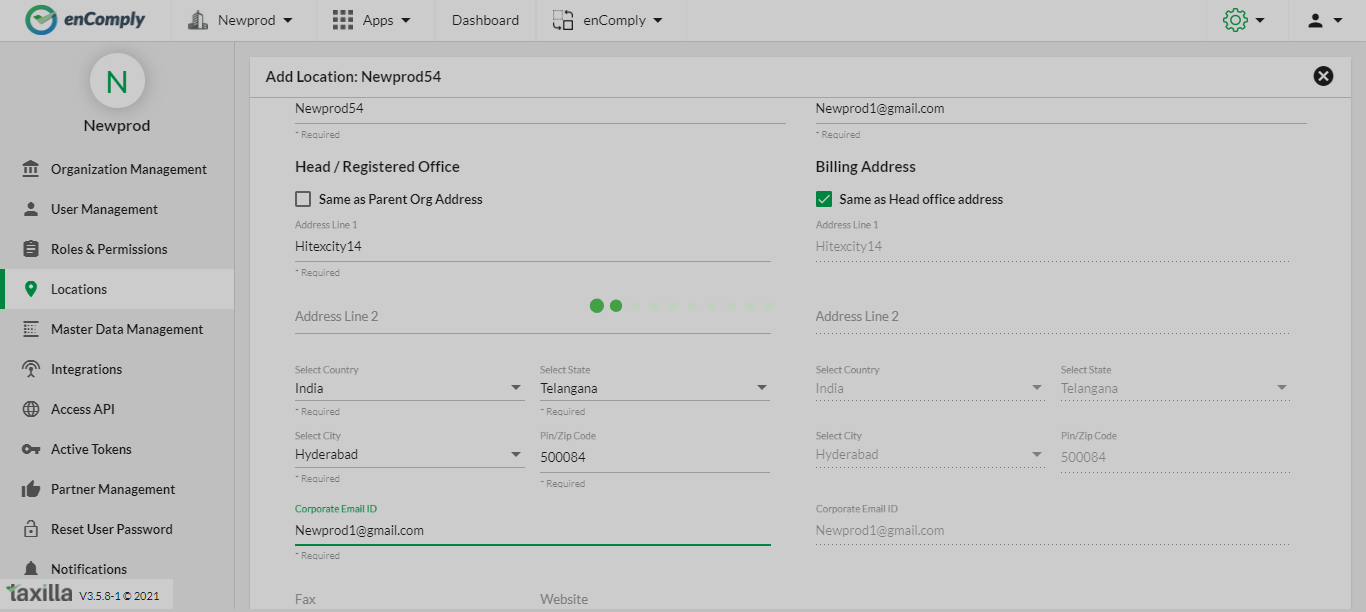 enComply
Newprod
Apps
Dashboard
enComply
N
Newprod
Organization Management
User Management
Roles & Permissions
Locations
Master Data Management
Integrations
Access API
Active Tokens
Partner Management
Reset User Password
Notifications
taxilla V3.5.8-1 © 2021
Add Location: Newprod54
Newprod54 Newprod1@gmail.com
* Required * Required
Head / Registered Office Billing Address
Same as Parent Org Address Same as Head office address
Address Line 1 Address Line 1
Hitexcity14 Hitexcity14
* Required
Address Line 2 Address Line 2
Select Country Select State Select Country Select State
India Telangana India Telangana
* Required * Required
Select City Pin/Zip Code Select City Pin/Zip Code
Hyderabad 500084 Hyderabad 500084
* Required * Required
Corporate Email ID Corporate Email ID
Newprod1@gmail.com Newprod1@gmail.com
* Required
Fax Website